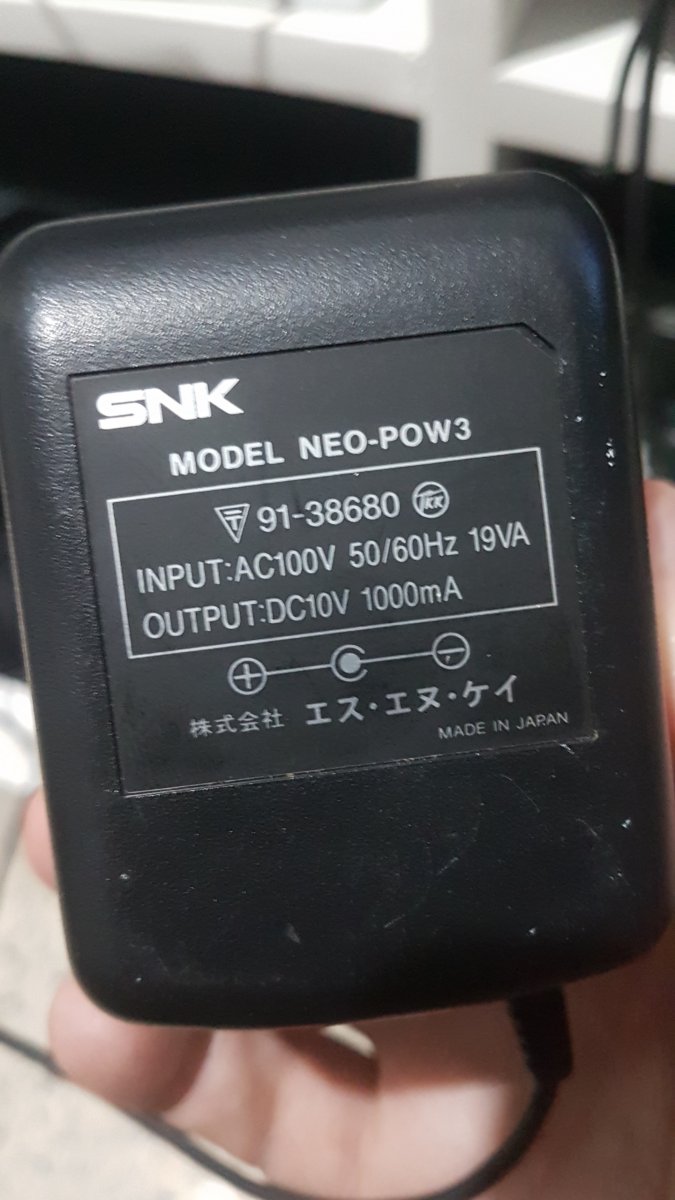 SNK
MODEL NEO-POW3
T 91-38680 TKK
INPUT:AC100V 50/60Hz 19VA
OUTPUT:DC10V 1000mA
株式会社 エス・エヌ・ケイ
MADE IN JAPAN